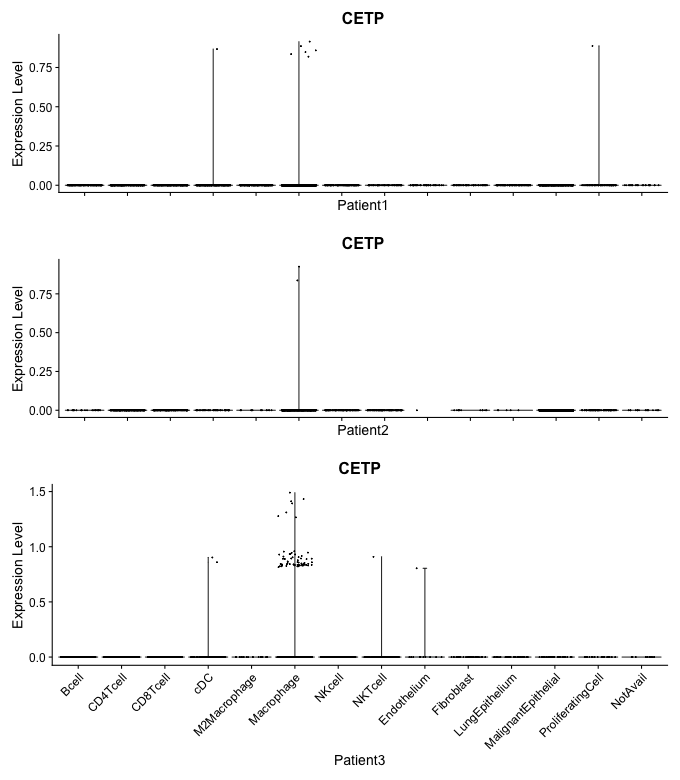 CETP
Expression Level
0.75
0.50
0.25
0.00
Patient1
CETP
Expression Level
0.75
0.50
0.25
0.00
Patient2
CETP
Expression Level
1.5
1.0
0.5
0.0
Bcell
CD4Tcell
CD8Tcell
cDC
M2Macrophage
Macrophage
NKcell
NKTcell
Endothelium
Fibroblast
LungEpithelium
MalignantEpithelial
ProliferatingCell
NotAvail
Patient3